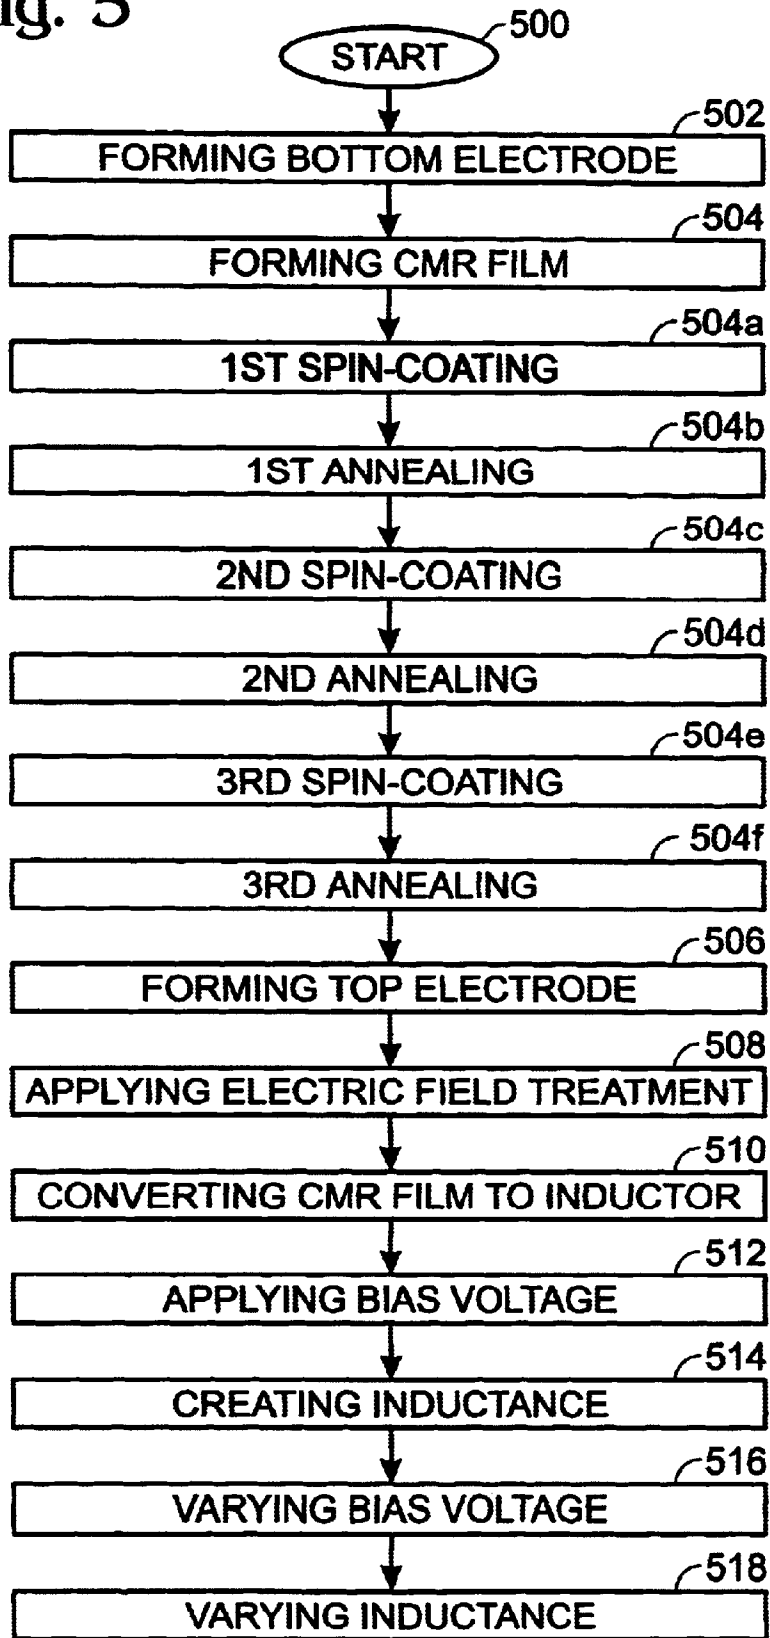 Fig. 5
500
START
502
FORMING BOTTOM ELECTRODE
504
FORMING CMR FILM
504a
1ST SPIN-COATING
504b
1ST ANNEALING
504c
2ND SPIN-COATING
504d
2ND ANNEALING
504e
3RD SPIN-COATING
504f
3RD ANNEALING
506
FORMING TOP ELECTRODE
508
APPLYING ELECTRIC FIELD TREATMENT
510
CONVERTING CMR FILM TO INDUCTOR
512
APPLYING BIAS VOLTAGE
514
CREATING INDUCTANCE
516
VARYING BIAS VOLTAGE
518
VARYING INDUCTANCE